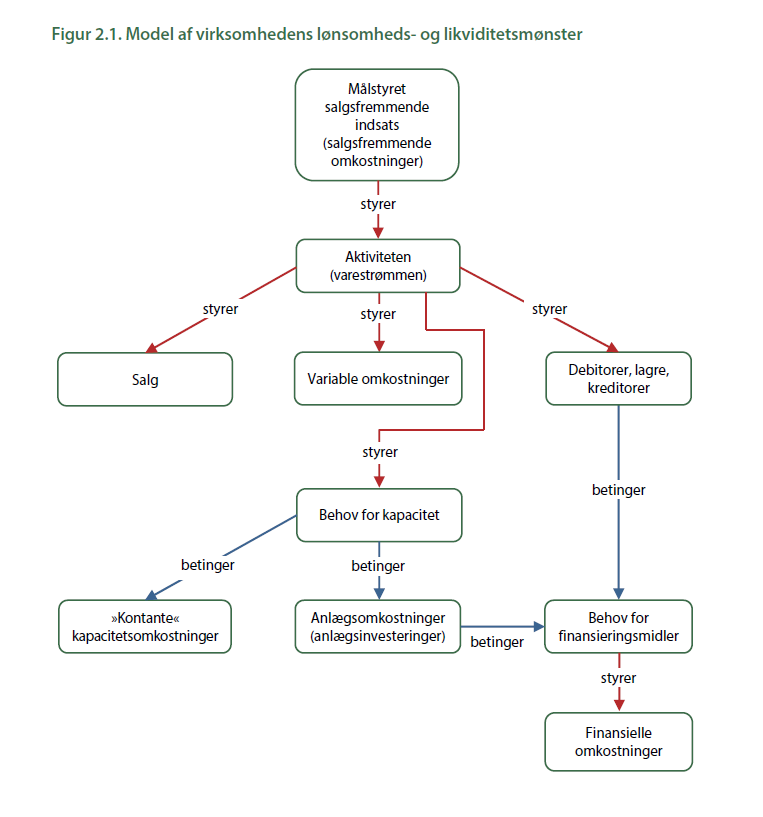 Figur 2.1. Model af virksomhedens lønsomheds- og likviditetsmønster
Målstyret
salgsfremmende
indsats
(salgsfremmende
omkostninger)
styrer
Aktiviteten
(varestrømmen)
styrer
styrer
styrer
Salg
Variable omkostninger
Debitorer, lagre,
kreditorer
styrer
betinger
Behov for kapacitet
betinger
betinger
»Kontante«
kapacitetsomkostninger
Anlægsomkostninger
(anlægsinvesteringer)
betinger
Behov for
finansieringsmidler
styrer
Finansielle
omkostninger